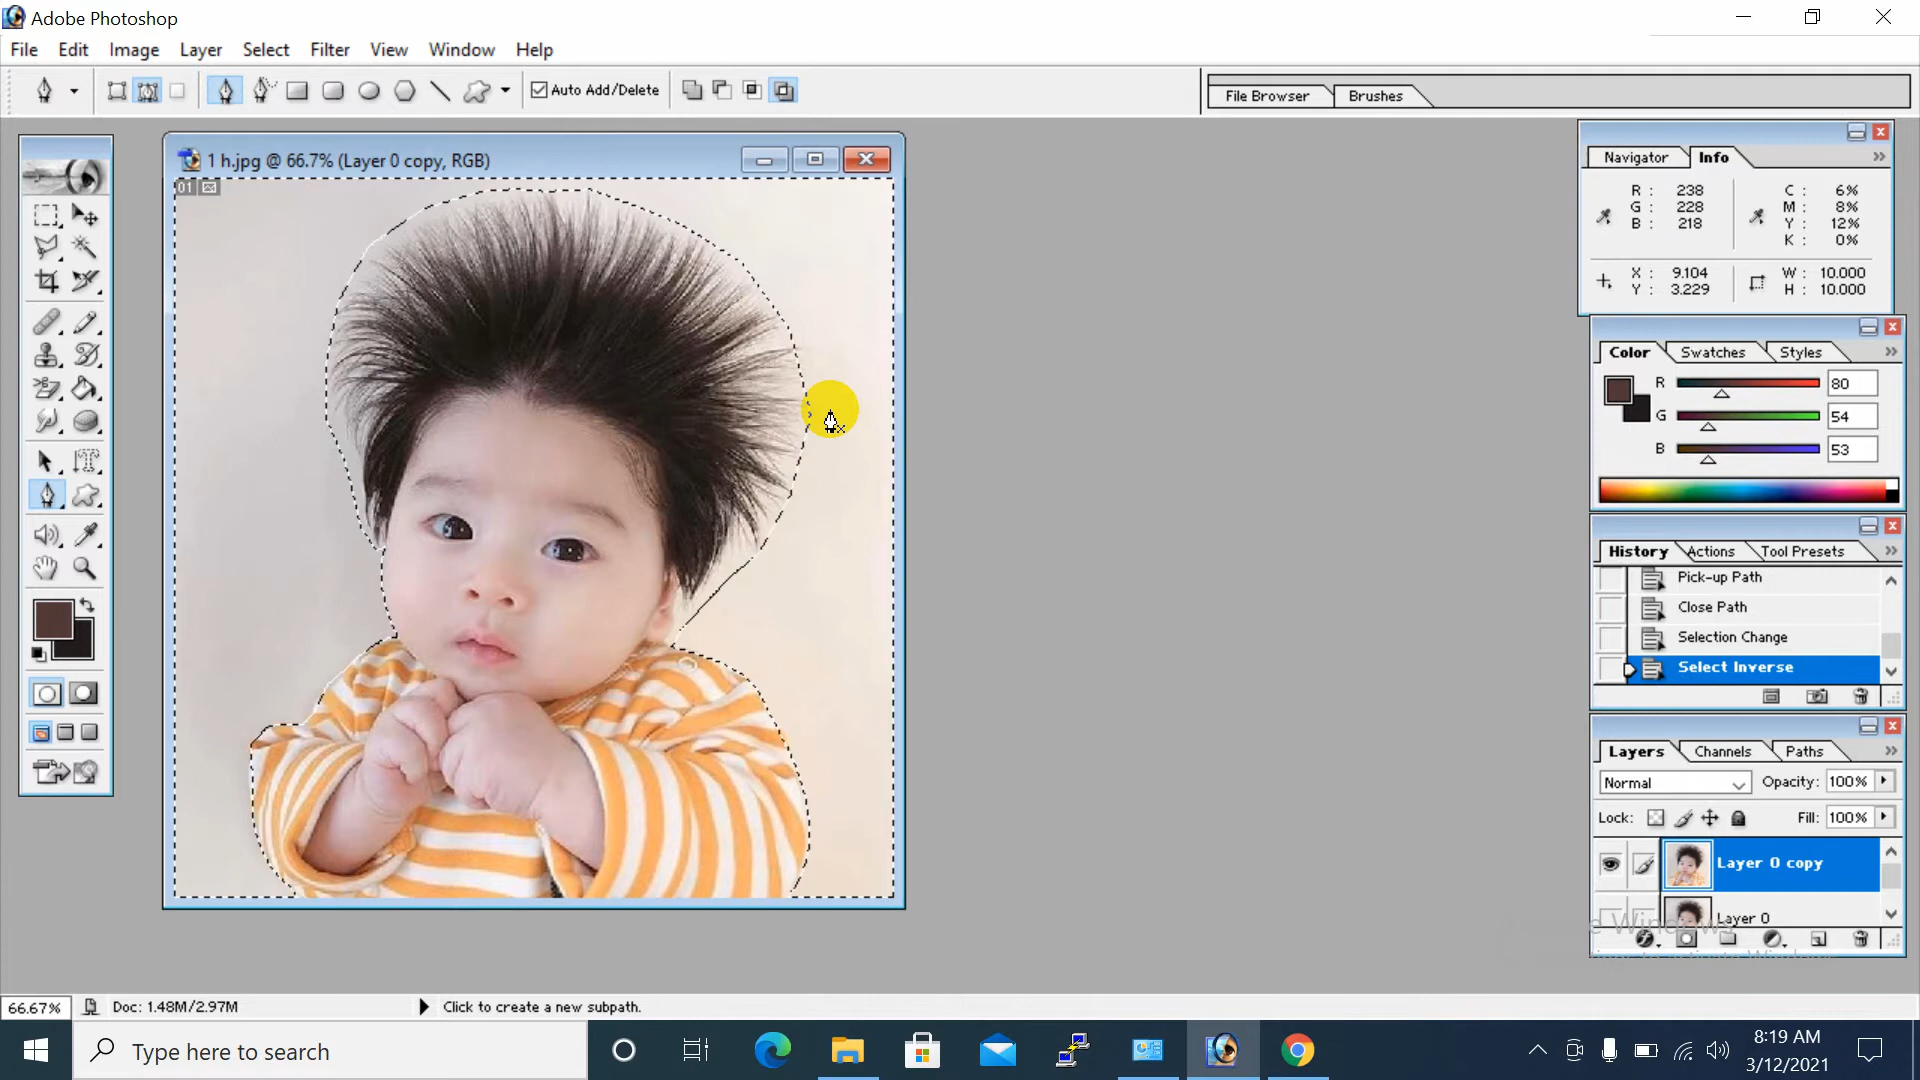 Adobe Photoshop
File Edit Image Layer Select Filter View Window Help
Auto Add/Delete
File Browser Brushes
1 h.jpg @ 66.7% (Layer 0 copy, RGB)
01
Navigator Info
R : 238 C : 6%
G : 228 M : 8%
B : 218 Y : 12%
K : 0%
X : 9.104 W : 10.000
Y : 3.229 H : 10.000
Color Swatches Styles
R 80
G 54
B 53
History Actions Tool Presets
Pick-up Path
Close Path
Selection Change
Select Inverse
Layers Channels Paths
Normal Opacity: 100%
Lock: Fill: 100%
Layer 0 copy
Layer 0
66.67% Doc: 1.48M/2.97M Click to create a new subpath.
Type here to search
8:19 AM
3/12/2021